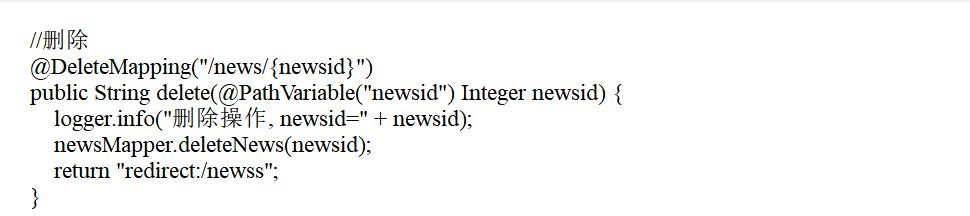 //删除
@DeleteMapping("/news/{newsid}")
public String delete(@PathVariable("newsid") Integer newsid) {
    logger.info("删除操作, newsid=" + newsid);
    newsMapper.deleteNews(newsid);
    return "redirect:/newss";
}